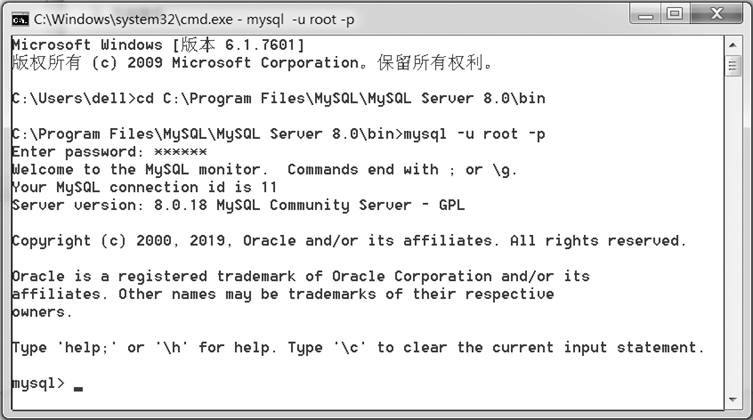 C:\Windows\system32\cmd.exe - mysql -u root -p
Microsoft Windows [版本 6.1.7601]
版权所有 (c) 2009 Microsoft Corporation。保留所有权利。
C:\Users\dell>cd C:\Program Files\MySQL\MySQL Server 8.0\bin
C:\Program Files\MySQL\MySQL Server 8.0\bin>mysql -u root -p
Enter password: ******
Welcome to the MySQL monitor.  Commands end with ; or \g.
Your MySQL connection id is 11
Server version: 8.0.18 MySQL Community Server - GPL
Copyright (c) 2000, 2019, Oracle and/or its affiliates. All rights reserved.
Oracle is a registered trademark of Oracle Corporation and/or its
affiliates. Other names may be trademarks of their respective
owners.
Type 'help;' or '\h' for help. Type '\c' to clear the current input statement.
mysql> _